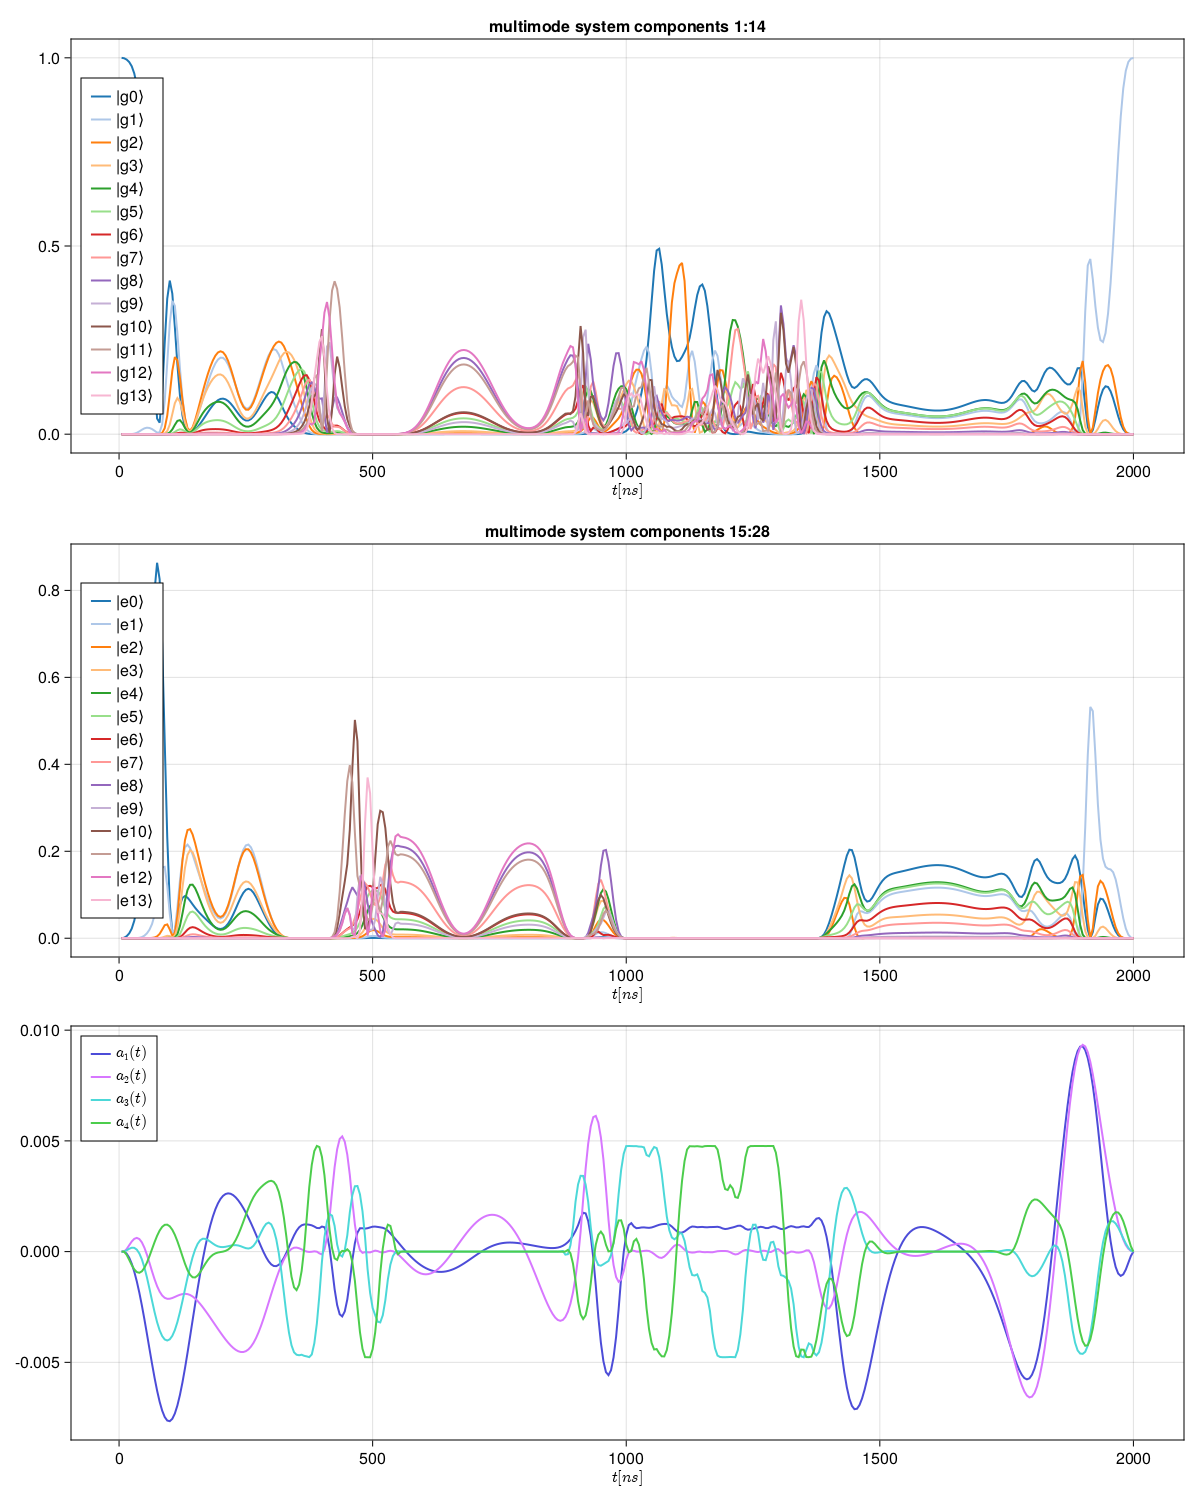 multimode system components 1:14
1.0
0.5
0.0
|g0⟩
|g1⟩
|g2⟩
|g3⟩
|g4⟩
|g5⟩
|g6⟩
|g7⟩
|g8⟩
|g9⟩
|g10⟩
|g11⟩
|g12⟩
|g13⟩
0 500 1000 1500 2000
t[ns]
multimode system components 15:28
0.8
0.6
0.4
0.2
0.0
|e0⟩
|e1⟩
|e2⟩
|e3⟩
|e4⟩
|e5⟩
|e6⟩
|e7⟩
|e8⟩
|e9⟩
|e10⟩
|e11⟩
|e12⟩
|e13⟩
0 500 1000 1500 2000
t[ns]
0.010
0.005
0.000
-0.005
a₁(t)
a₂(t)
a₃(t)
a₄(t)
0 500 1000 1500 2000
t[ns]